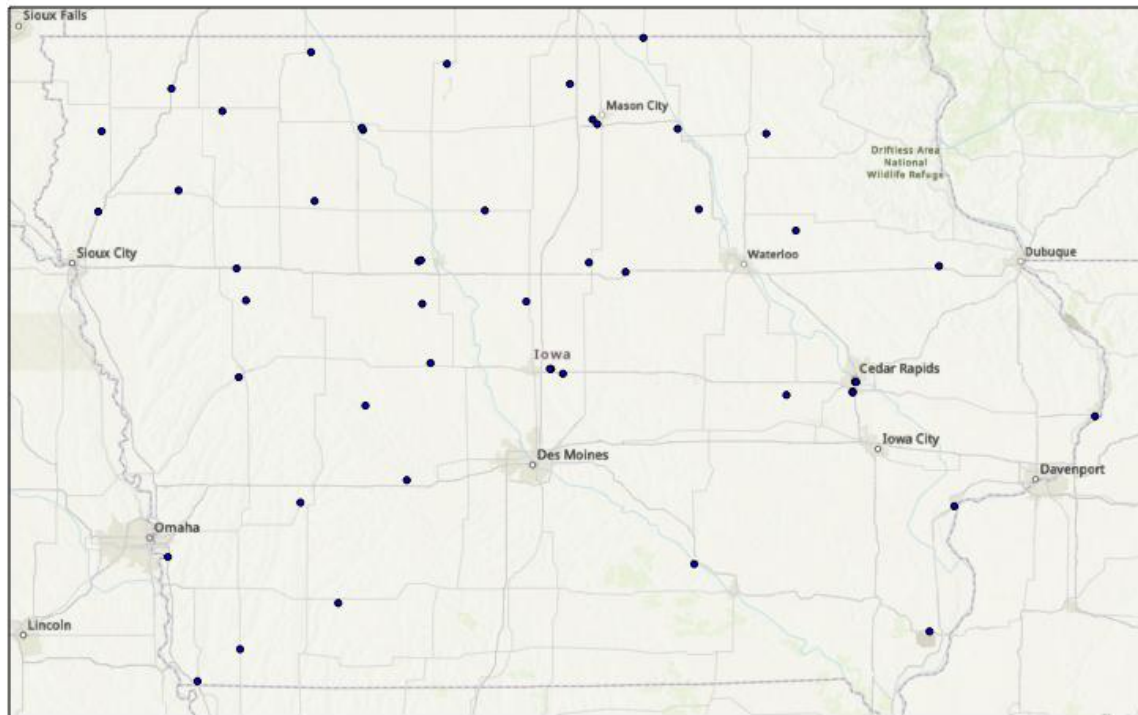 Sioux Falls
Mason City
Driftless Area
National
Wildlife Refuge
Sioux City
Waterloo
Dubuque
Iowa
Cedar Rapids
Iowa City
Des Moines
Davenport
Omaha
Lincoln